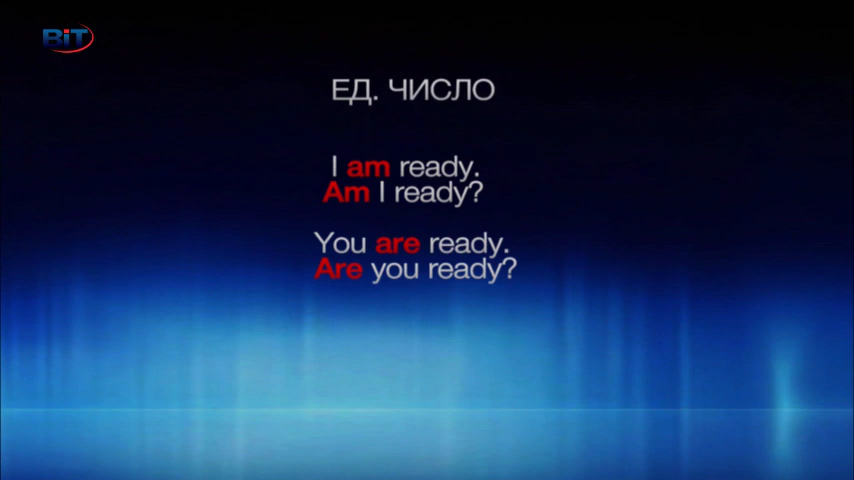 BiT
ЕД. ЧИСЛО
I am ready.
Am I ready?
You are ready.
Are you ready?